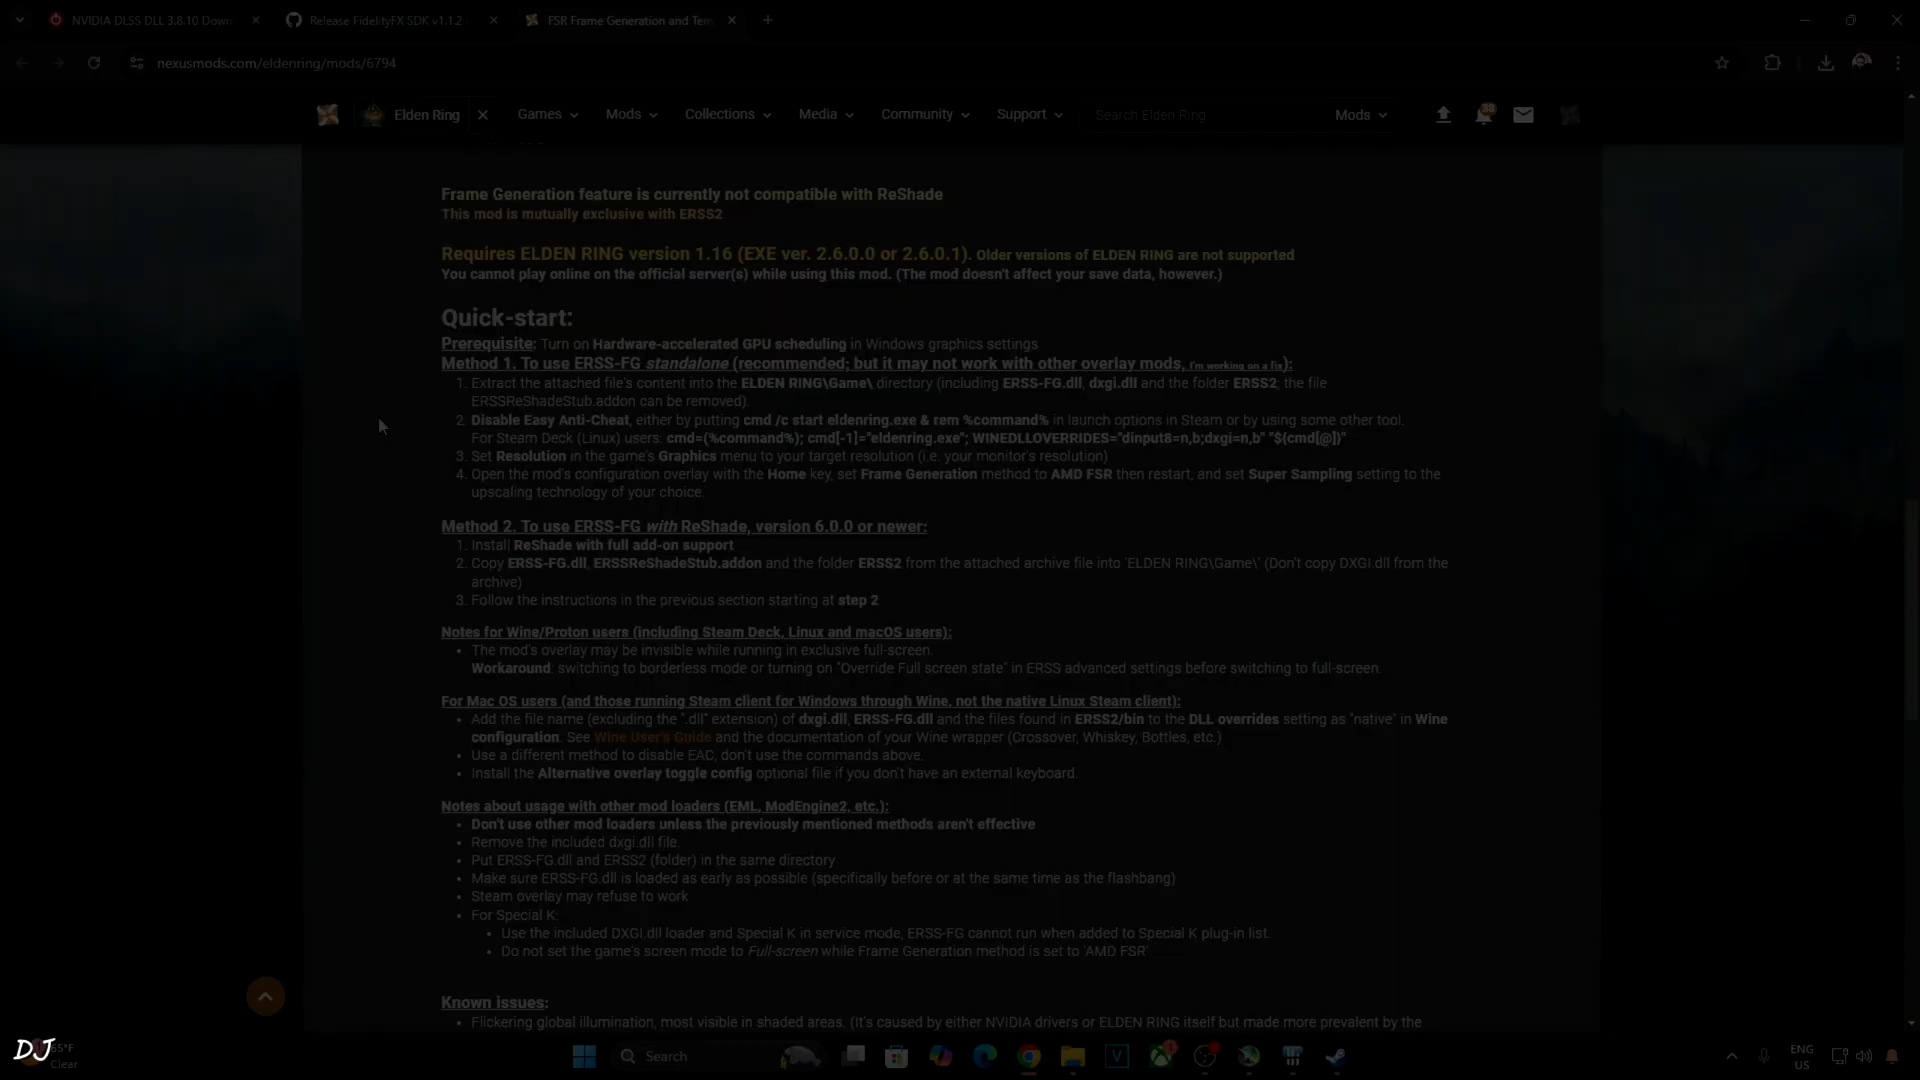 NVIDIA DLSS DLL 3.8.10 Down
Release FidelityFX SDK v1.1.2
FSR Frame Generation and Tem
nexusmods.com/eldenring/mods/6794
Elden Ring
Games
Mods
Collections
Media
Community
Support
Search Elden Ring
Mods
Frame Generation feature is currently not compatible with ReShade
This mod is mutually exclusive with ERSS2
Requires ELDEN RING version 1.16 (EXE ver. 2.6.0.0 or 2.6.0.1). Older versions of ELDEN RING are not supported
You cannot play online on the official server(s) while using this mod. (The mod doesn't affect your save data, however.)
Quick-start:
Prerequisite: Turn on Hardware-accelerated GPU scheduling in Windows graphics settings
Method 1. To use ERSS-FG standalone (recommended; but it may not work with other overlay mods, I'm working on a fix):
1. Extract the attached file's content into the ELDEN RING\Game\ directory (including ERSS-FG.dll, dxgi.dll and the folder ERSS2, the file
ERSSReShadeStub.addon can be removed).
2. Disable Easy Anti-Cheat, either by putting cmd /c start eldenring.exe & rem %command% in launch options in Steam or by using some other tool.
For Steam Deck (Linux) users: cmd=(%command%); cmd[-1]="eldenring.exe"; WINEDLLOVERRIDES="dinput8=n,b;dxgi=n,b" "${cmd[@]}"
3. Set Resolution in the game's Graphics menu to your target resolution (i.e. your monitor's resolution)
4. Open the mod's configuration overlay with the Home key, set Frame Generation method to AMD FSR then restart, and set Super Sampling setting to the
upscaling technology of your choice.
Method 2. To use ERSS-FG with ReShade, version 6.0.0 or newer:
1. Install ReShade with full add-on support
2. Copy ERSS-FG.dll, ERSSReShadeStub.addon and the folder ERSS2 from the attached archive file into 'ELDEN RING\Game\' (Don't copy DXGI.dll from the
archive)
3. Follow the instructions in the previous section starting at step 2
Notes for Wine/Proton users (including Steam Deck, Linux and macOS users):
• The mod's overlay may be invisible while running in exclusive full-screen.
Workaround: switching to borderless mode or turning on "Override Full screen state" in ERSS advanced settings before switching to full-screen.
For Mac OS users (and those running Steam client for Windows through Wine, not the native Linux Steam client):
• Add the file name (excluding the ".dll" extension) of dxgi.dll, ERSS-FG.dll and the files found in ERSS2/bin to the DLL overrides setting as "native" in Wine
configuration. See Wine User's Guide and the documentation of your Wine wrapper (Crossover, Whiskey, Bottles, etc.)
• Use a different method to disable EAC, don't use the commands above.
• Install the Alternative overlay toggle config optional file if you don't have an external keyboard.
Notes about usage with other mod loaders (EML, ModEngine2, etc.):
• Don't use other mod loaders unless the previously mentioned methods aren't effective
• Remove the included dxgi.dll file.
• Put ERSS-FG.dll and ERSS2 (folder) in the same directory
• Make sure ERSS-FG.dll is loaded as early as possible (specifically before or at the same time as the flashbang)
• Steam overlay may refuse to work
• For Special K:
• Use the included DXGI.dll loader and Special K in service mode, ERSS-FG cannot run when added to Special K plug-in list.
• Do not set the game's screen mode to Full-screen while Frame Generation method is set to 'AMD FSR'
Known issues:
• Flickering global illumination, most visible in shaded areas. (It's caused by either NVIDIA drivers or ELDEN RING itself but made more prevalent by the
DJ
55°F
Clear
Search
ENG
US